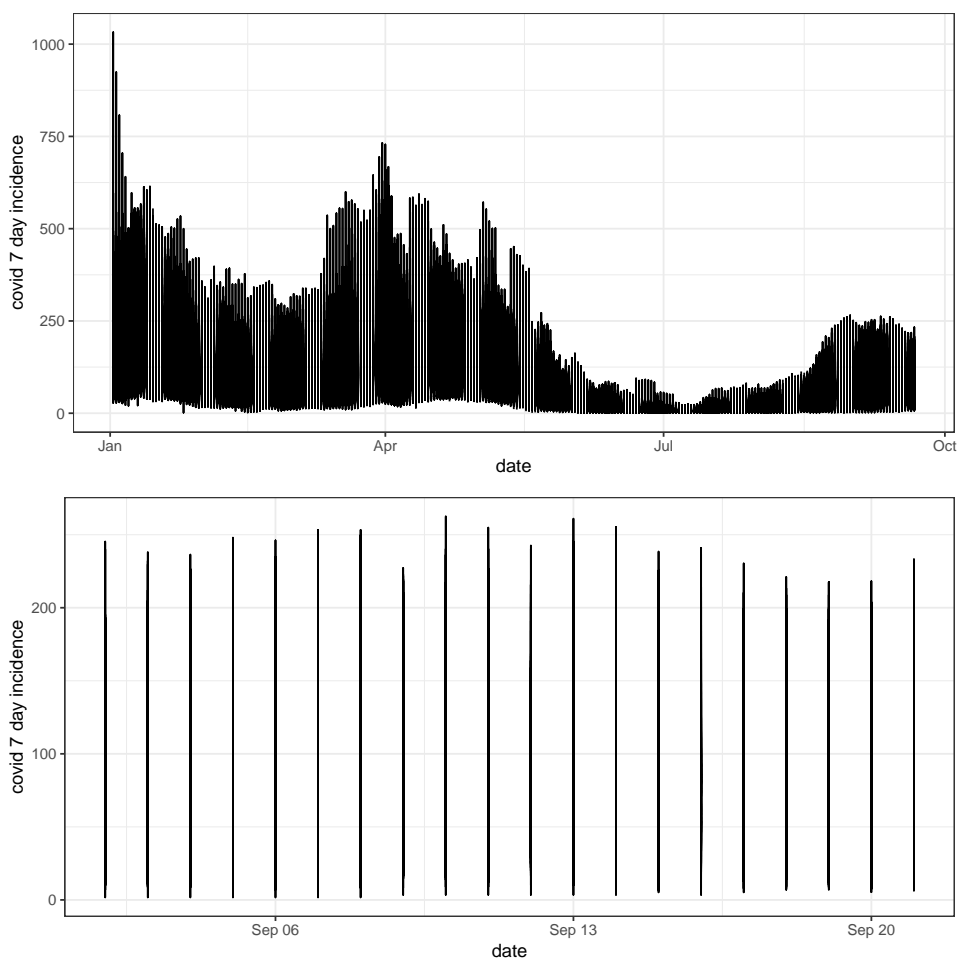 covid 7 day incidence
1000
750
500
250
0
Jan Apr Jul Oct
date
covid 7 day incidence
200
100
0
Sep 06 Sep 13 Sep 20
date